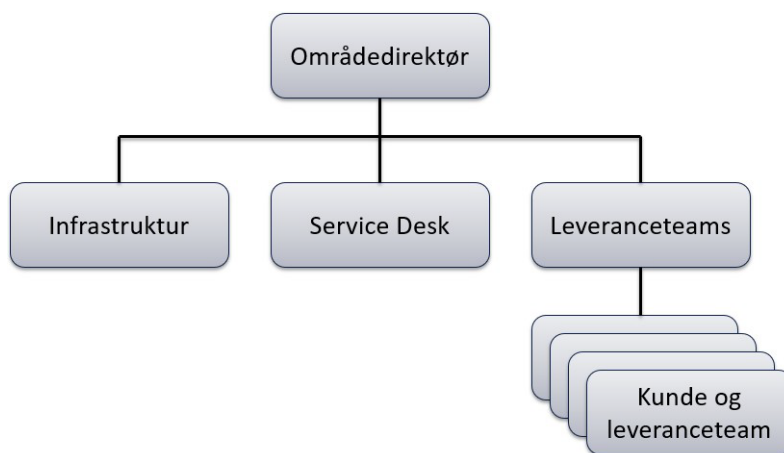 Områdedirektør
Infrastruktur
Service Desk
Leveranceteams
Kunde og
leveranceteam